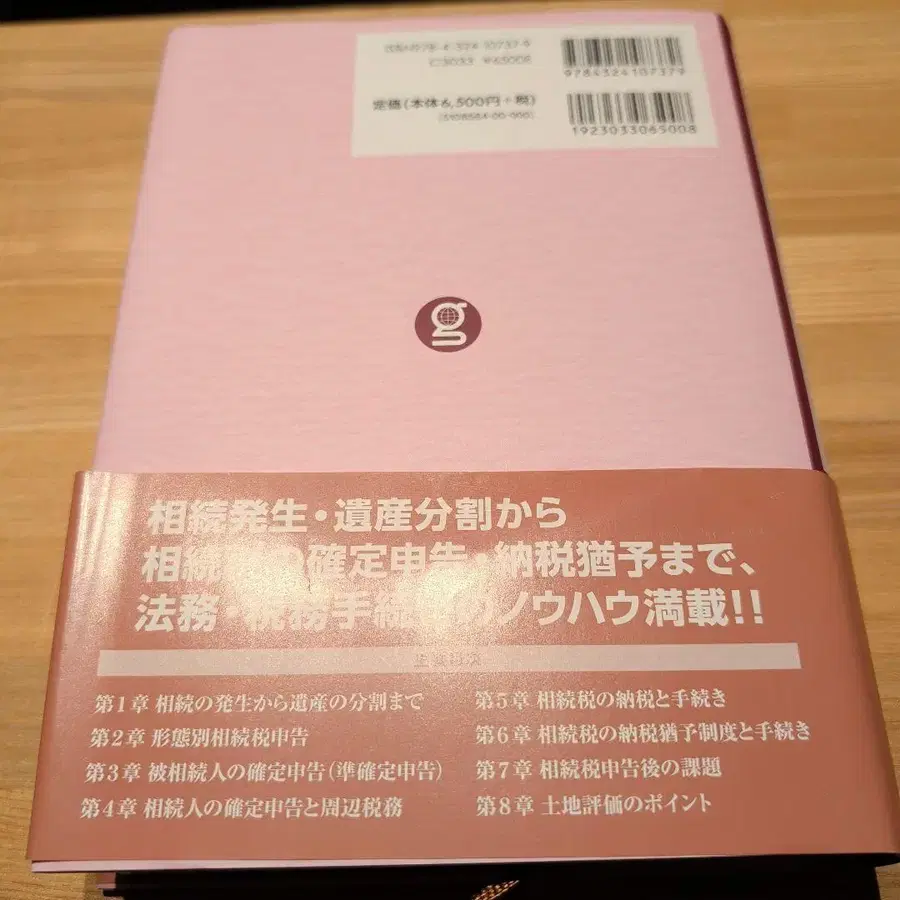 ISBN978-4-324-10737-9
C3033 ¥6500E
定価(本体6,500円+税)
9784324107379
1923033065008
g
相続発生・遺産分割から
相続 の確定申告・納税猶予まで、
法務・税務手続 のノウハウ満載!!
主要目次
第1章 相続の発生から遺産の分割まで
第2章 形態別相続税申告
第3章 被相続人の確定申告(準確定申告)
第4章 相続人の確定申告と周辺税務
第5章 相続税の納税と手続き
第6章 相続税の納税猶予制度と手続き
第7章 相続税申告後の課題
第8章 土地評価のポイント